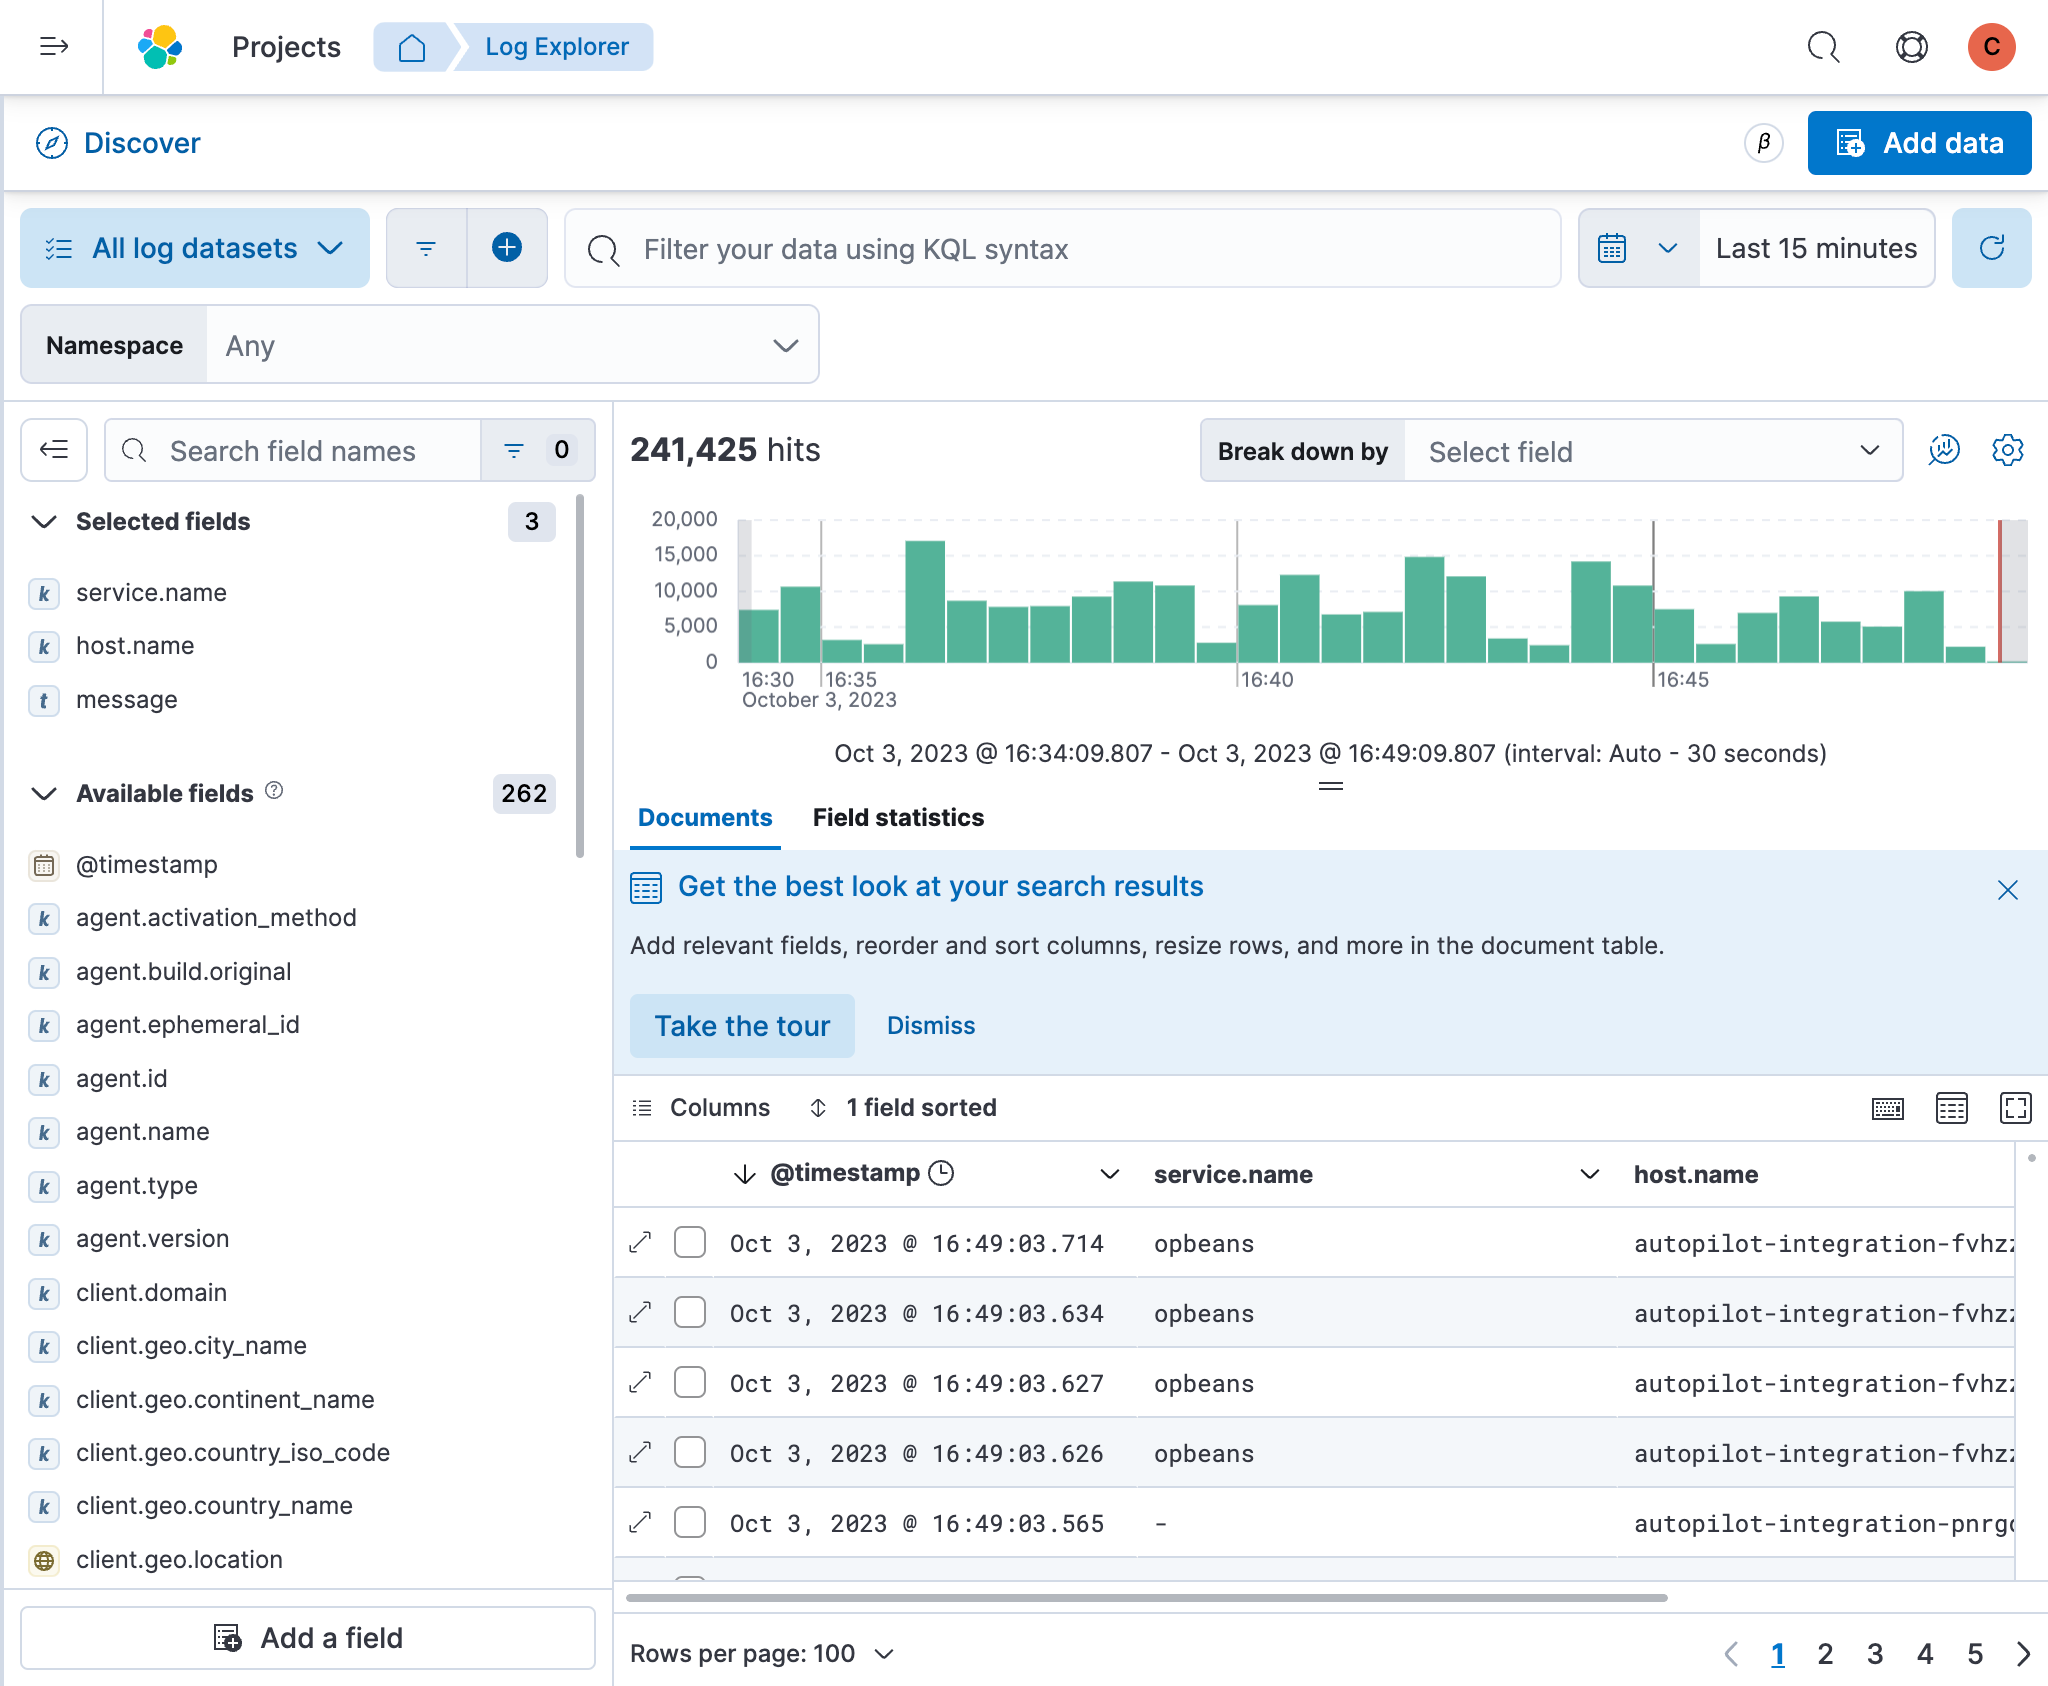 Projects
Log Explorer
C
Discover
β
Add data
All log datasets
Filter your data using KQL syntax
Last 15 minutes
Namespace
Any
Search field names
0
241,425 hits
Break down by
Select field
Selected fields
3
k service.name
k host.name
t message
Available fields
262
@timestamp
k agent.activation_method
k agent.build.original
k agent.ephemeral_id
k agent.id
k agent.name
k agent.type
k agent.version
k client.domain
k client.geo.city_name
k client.geo.continent_name
k client.geo.country_iso_code
k client.geo.country_name
client.geo.location
Add a field
20,000
15,000
10,000
5,000
0
16:30 16:35 16:40 16:45
October 3, 2023
Oct 3, 2023 @ 16:34:09.807 - Oct 3, 2023 @ 16:49:09.807 (interval: Auto - 30 seconds)
Documents
Field statistics
Get the best look at your search results
Add relevant fields, reorder and sort columns, resize rows, and more in the document table.
Take the tour
Dismiss
Columns
1 field sorted
@timestamp service.name host.name
Oct 3, 2023 @ 16:49:03.714 opbeans autopilot-integration-fvhzz
Oct 3, 2023 @ 16:49:03.634 opbeans autopilot-integration-fvhzz
Oct 3, 2023 @ 16:49:03.627 opbeans autopilot-integration-fvhzz
Oct 3, 2023 @ 16:49:03.626 opbeans autopilot-integration-fvhzz
Oct 3, 2023 @ 16:49:03.565 - autopilot-integration-pnrg
Rows per page: 100
1 2 3 4 5